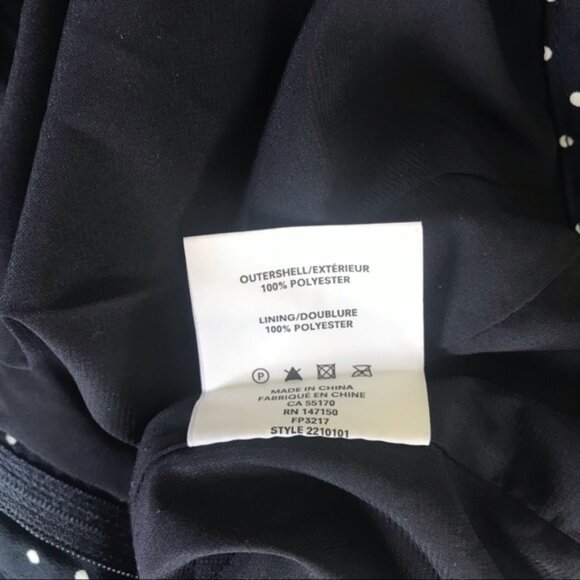 OUTERSHELL/EXTÉRIEUR
100% POLYESTER
LINING/DOUBLURE
100% POLYESTER
P
MADE IN CHINA
FABRIQUÉ EN CHINE
CA 55170
RN 147150
FP3217
STYLE 2210101